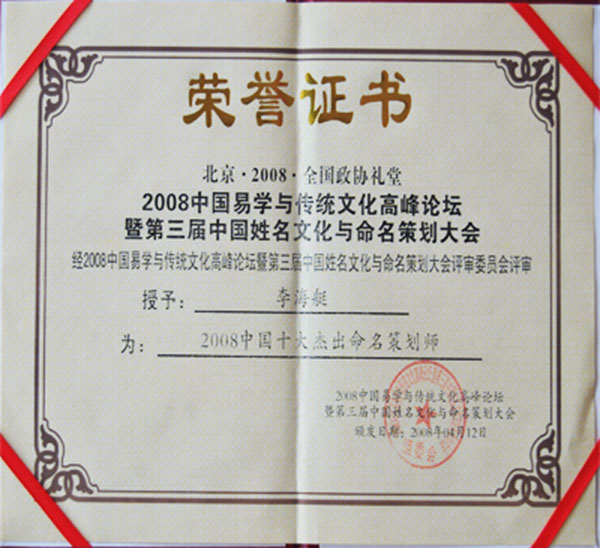 荣誉证书
北京·2008·全国政协礼堂
2008中国易学与传统文化高峰论坛
暨第三届中国姓名文化与命名策划大会
经2008中国易学与传统文化高峰论坛暨第三届中国姓名文化与命名策划大会评审委员会评审
授予：李海艇
为：2008中国十大杰出命名策划师
2008中国易学与传统文化高峰论坛
暨第三届中国姓名文化与命名策划大会
颁发日期：2008年04月12日
组委会